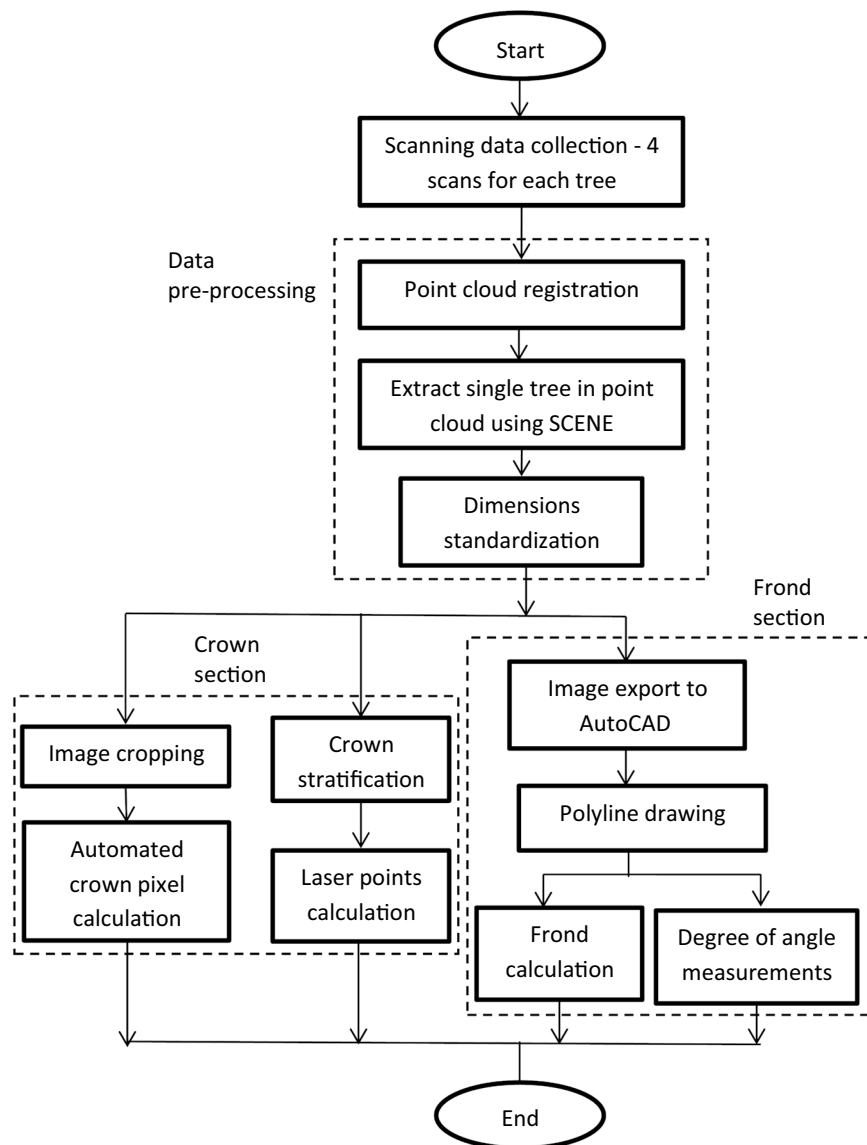 Start
Scanning data collection - 4
scans for each tree
Data
pre-processing
Point cloud registration
Extract single tree in point
cloud using SCENE
Dimensions
standardization
Frond
section
Crown
section
Image export to
AutoCAD
Image cropping
Crown
stratification
Polyline drawing
Automated
crown pixel
calculation
Laser points
calculation
Frond
calculation
Degree of angle
measurements
End